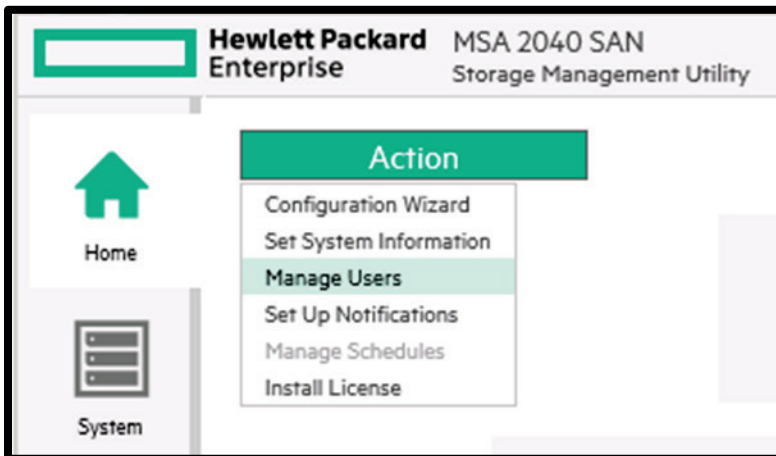 Hewlett Packard
Enterprise
MSA 2040 SAN
Storage Management Utility
Home
System
Action
Configuration Wizard
Set System Information
Manage Users
Set Up Notifications
Manage Schedules
Install License